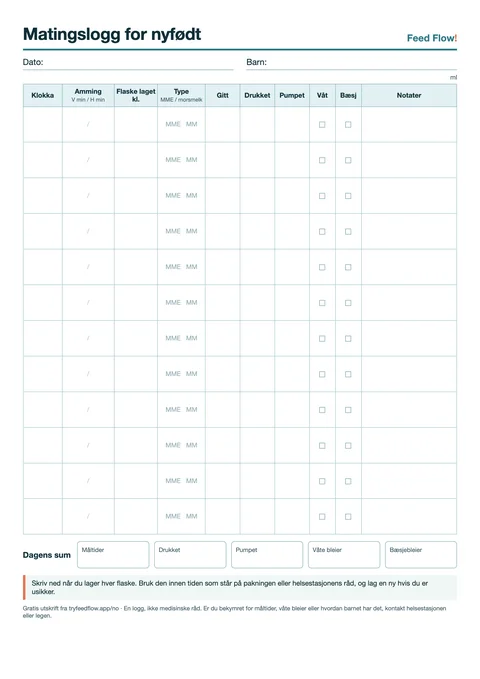 Matingslogg for nyfødt
Feed Flow!
Dato:
Barn:
ml
Klokka
Amming
V min / H min
Flaske laget
kl.
Type
MME / morsmelk
Gitt
Drukket
Pumpet
Våt
Bæsj
Notater
/ MME MM
/ MME MM
/ MME MM
/ MME MM
/ MME MM
/ MME MM
/ MME MM
/ MME MM
/ MME MM
/ MME MM
/ MME MM
/ MME MM
Dagens sum
Måltider
Drukket
Pumpet
Våte bleier
Bæsjebleier
Skriv ned når du lager hver flaske. Bruk den innen tiden som står på pakningen eller helsestasjonens råd, og lag en ny hvis du er
usikker.
Gratis utskrift fra tryfeedflow.app/no · En logg, ikke medisinske råd. Er du bekymret for måltider, våte bleier eller hvordan barnet har det, kontakt helsestasjonen
eller legen.